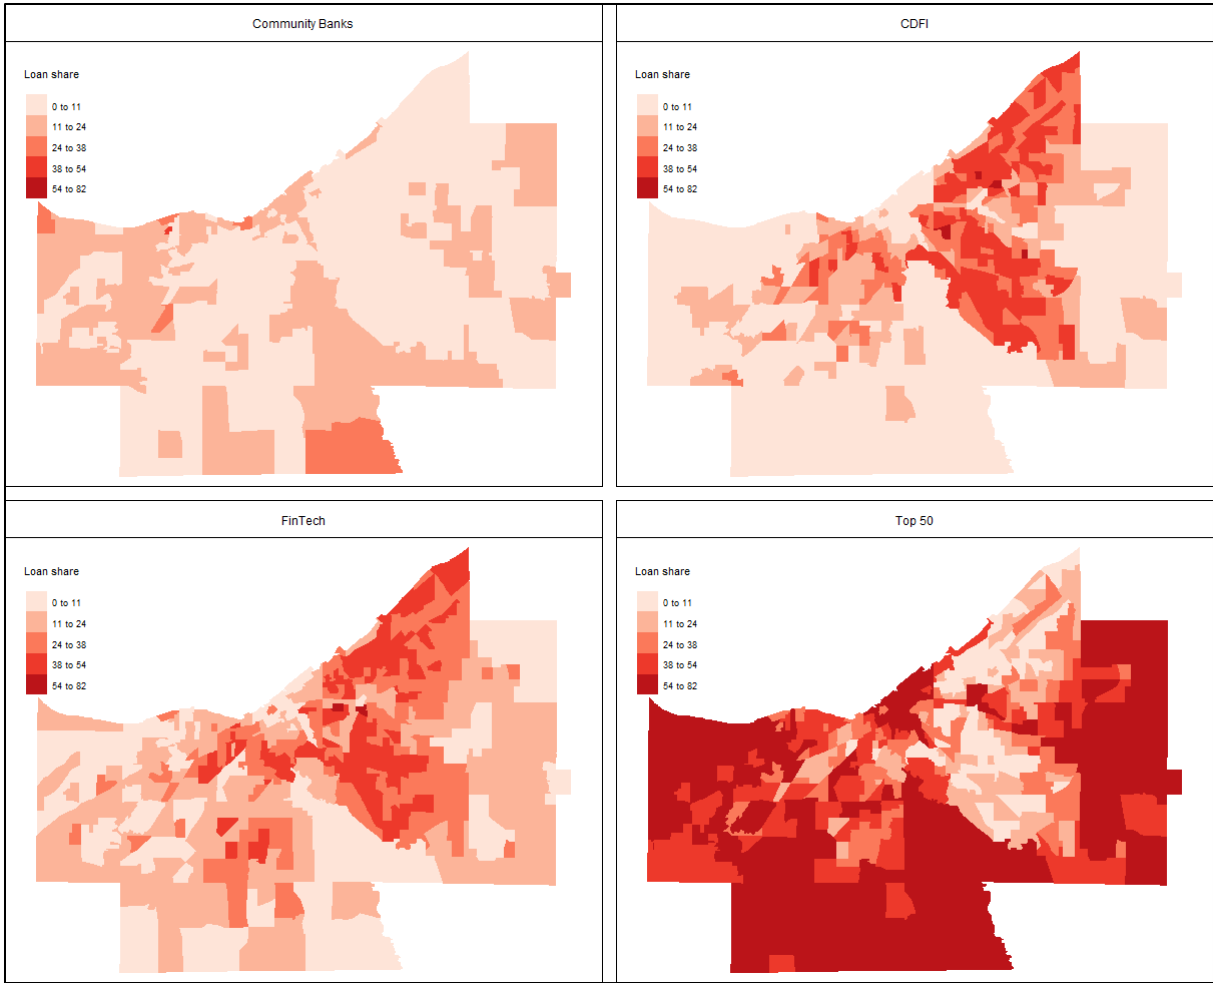 Community Banks
Loan share
0 to 11
11 to 24
24 to 38
38 to 54
54 to 82
CDFI
Loan share
0 to 11
11 to 24
24 to 38
38 to 54
54 to 82
FinTech
Loan share
0 to 11
11 to 24
24 to 38
38 to 54
54 to 82
Top 50
Loan share
0 to 11
11 to 24
24 to 38
38 to 54
54 to 82